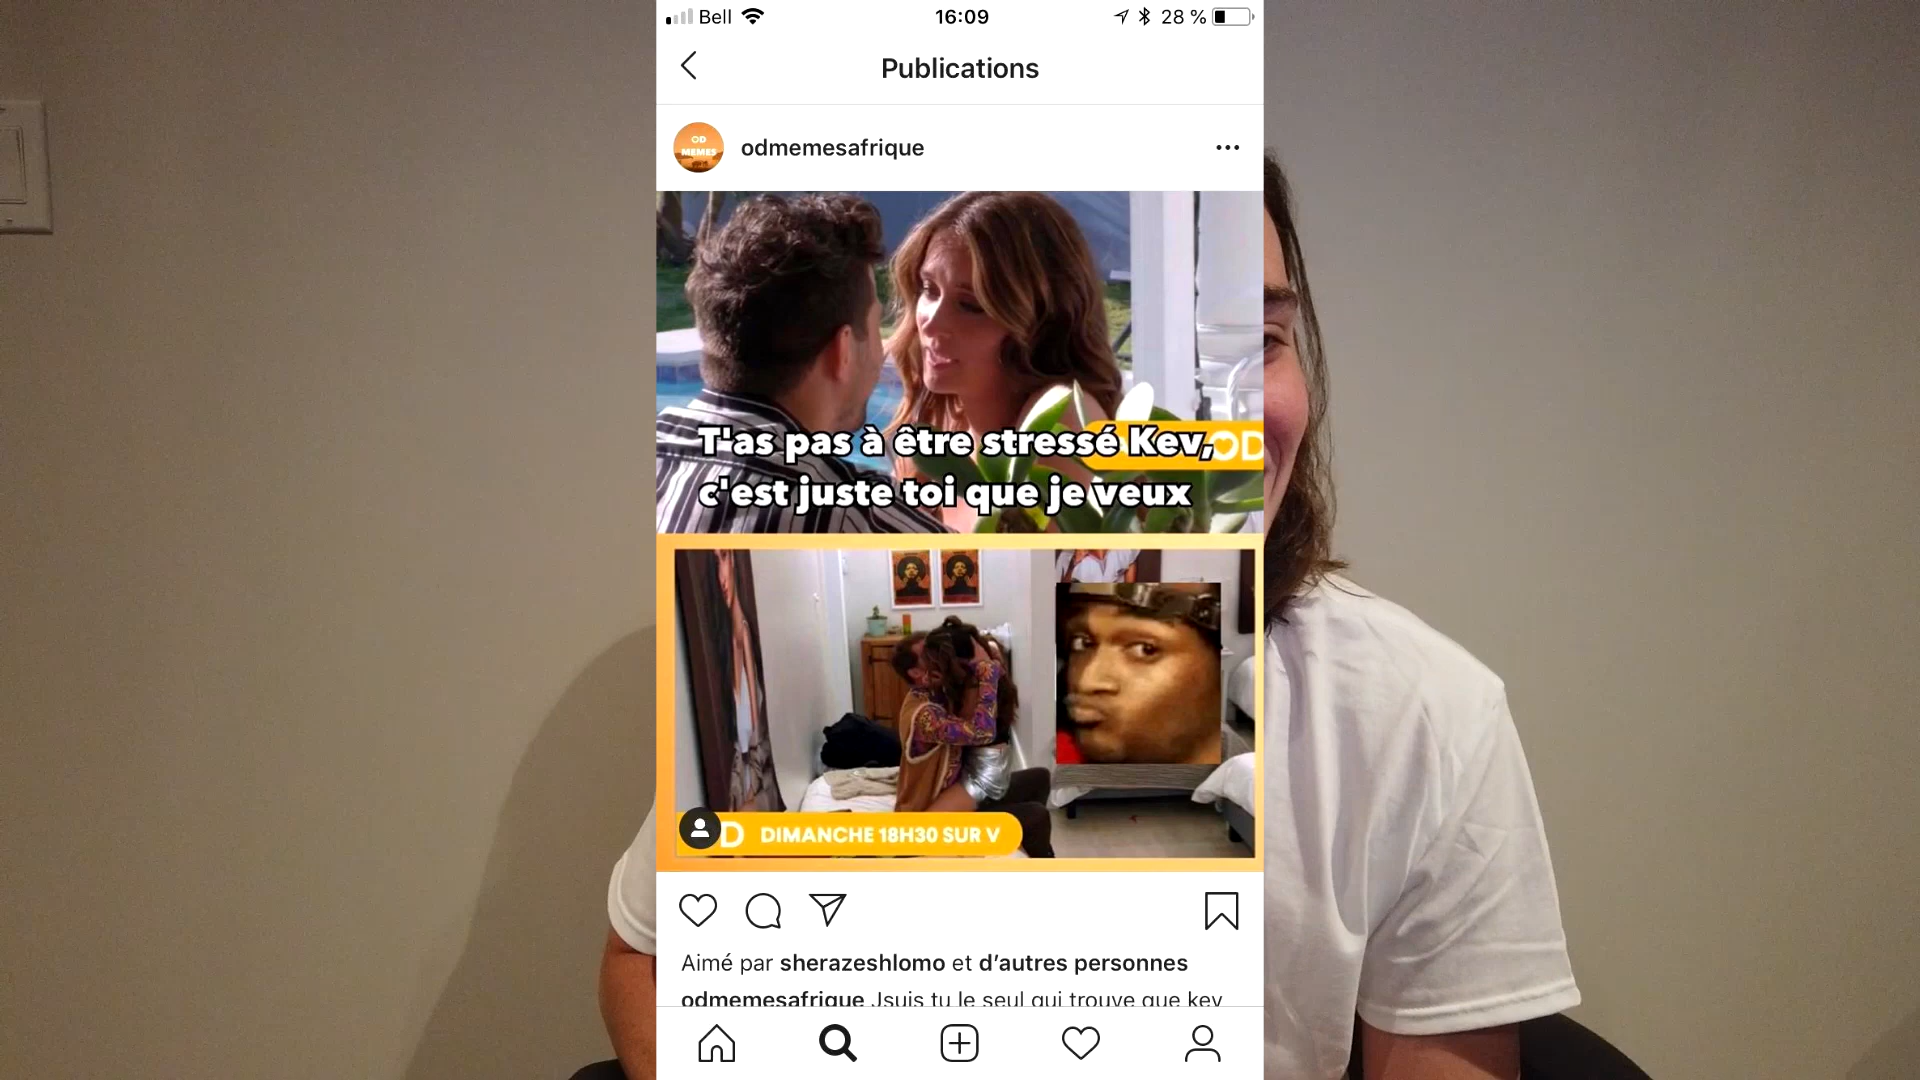 Bell
16:09
28 %
Publications
OD
MEMES
odmemesafrique
OD
T'as pas à être stressé Kev,
c'est juste toi que je veux
D DIMANCHE 18H30 SUR V
Aimé par sherazeshlomo et d’autres personnes
odmemesafrique Jsuis tu le seul qui trouve que kev